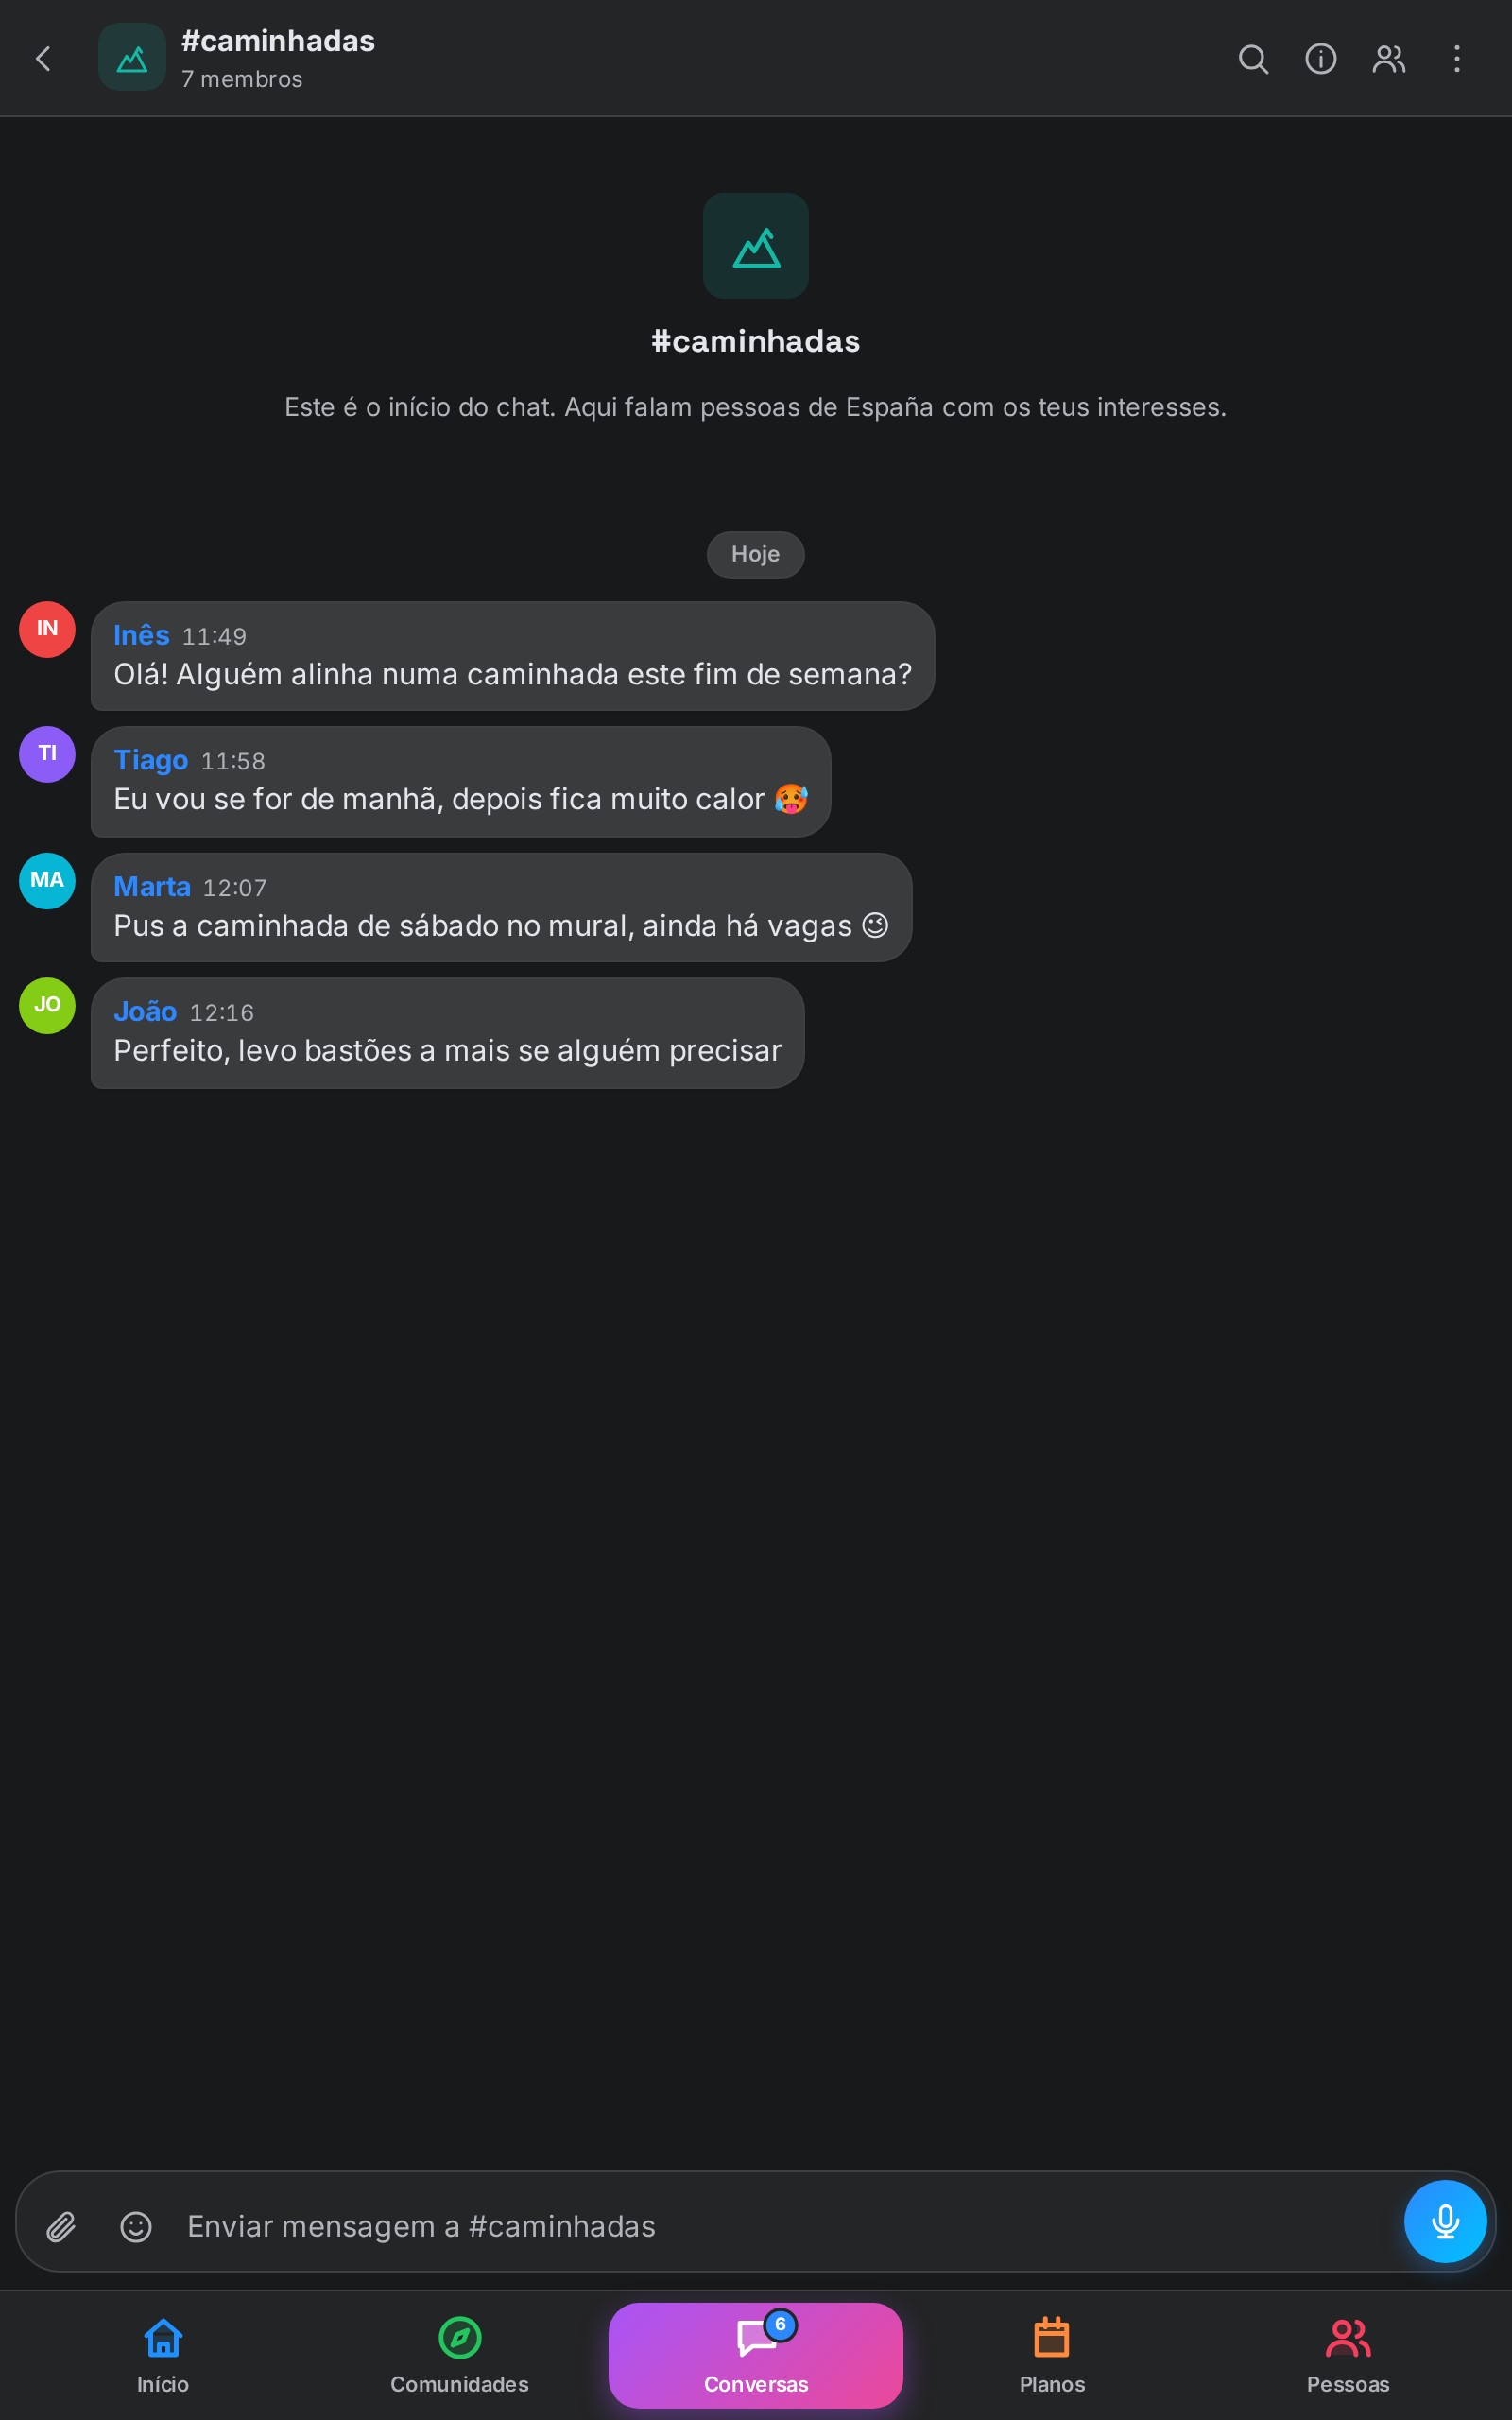 #caminhadas
7 membros
#caminhadas
Este é o início do chat. Aqui falam pessoas de España com os teus interesses.
Hoje
IN
Inês 11:49
Olá! Alguém alinha numa caminhada este fim de semana?
TI
Tiago 11:58
Eu vou se for de manhã, depois fica muito calor 🥵
MA
Marta 12:07
Pus a caminhada de sábado no mural, ainda há vagas 😉
JO
João 12:16
Perfeito, levo bastões a mais se alguém precisar
Enviar mensagem a #caminhadas
6
Início
Comunidades
Conversas
Planos
Pessoas